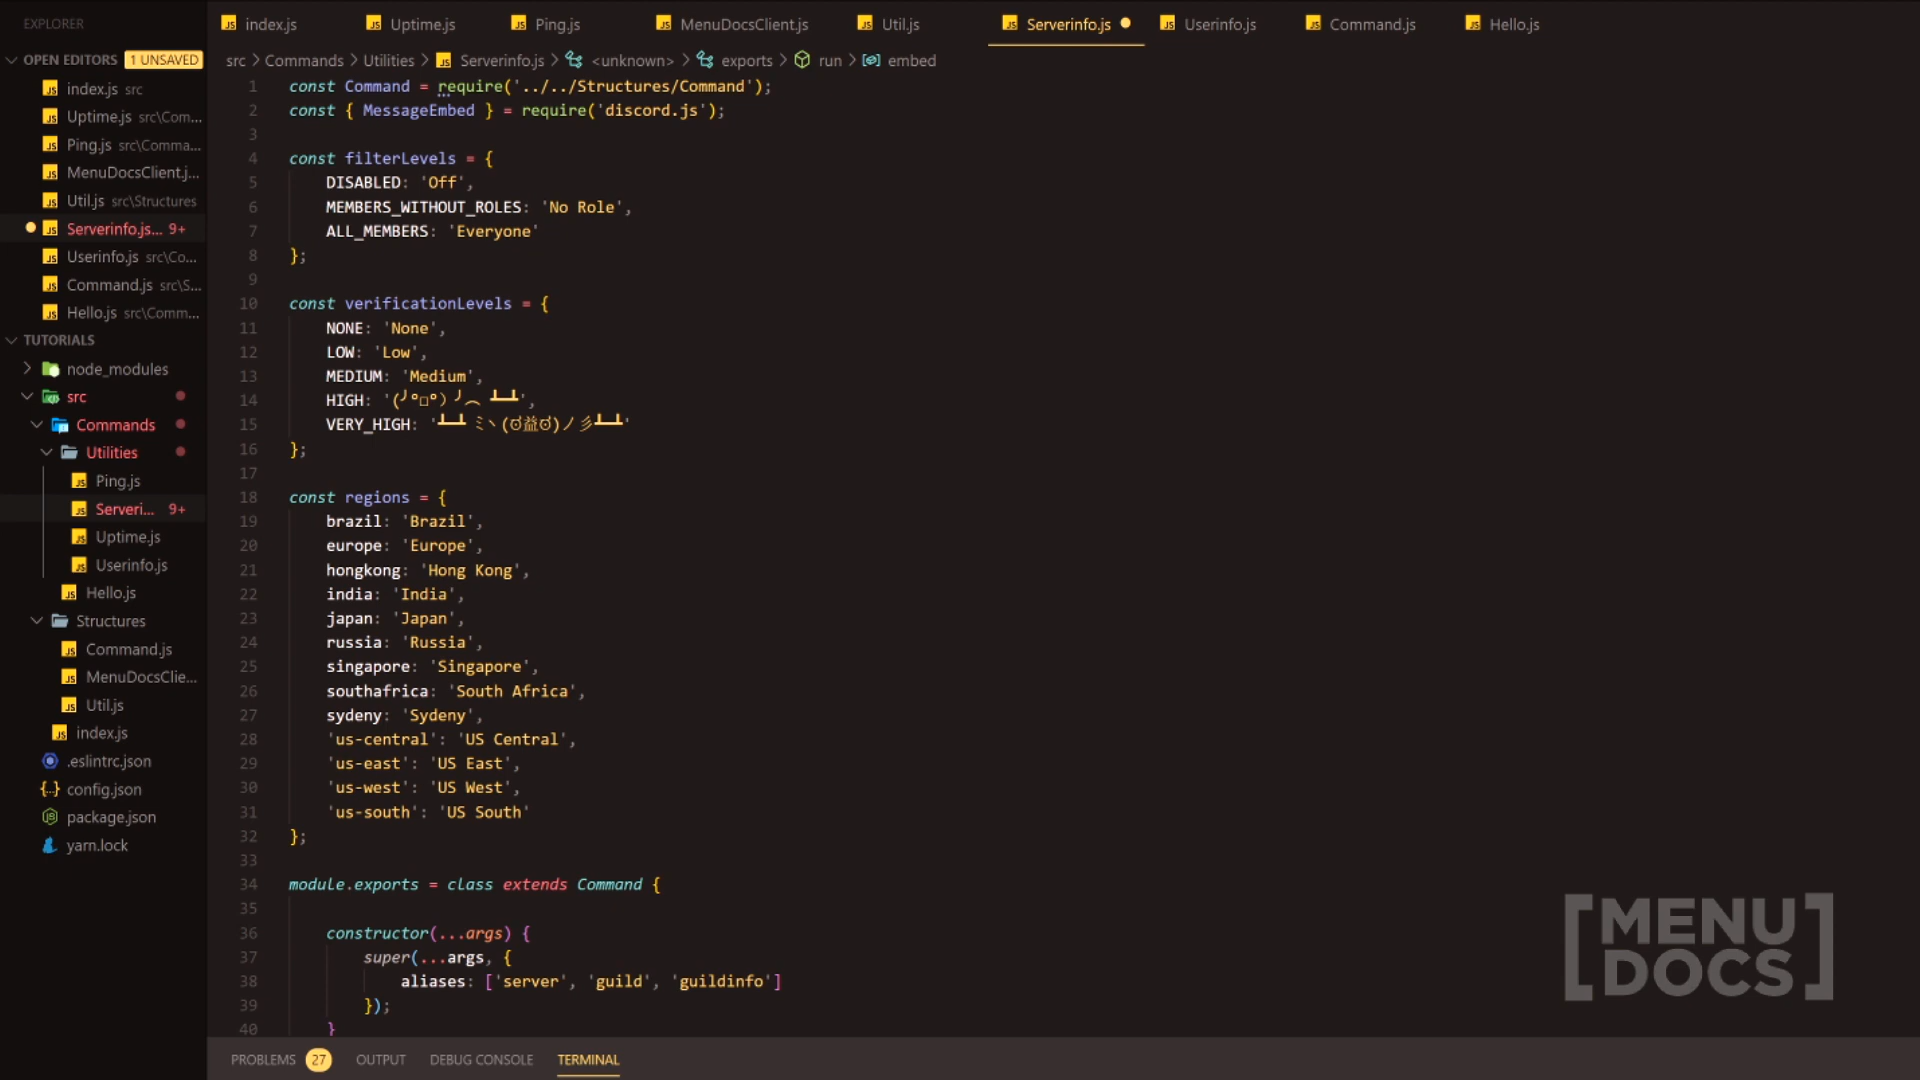 EXPLORER
OPEN EDITORS 1 UNSAVED
index.js src
Uptime.js src\Com...
Ping.js src\Comma...
MenuDocsClient.j...
Util.js src\Structures
Serverinfo.js... 9+
Userinfo.js src\Co...
Command.js src\S...
Hello.js src\Comm...
TUTORIALS
node_modules
src
Commands
Utilities
Ping.js
Serveri... 9+
Uptime.js
Userinfo.js
Hello.js
Structures
Command.js
MenuDocsClie...
Util.js
index.js
.eslintrc.json
config.json
package.json
yarn.lock
index.js Uptime.js Ping.js MenuDocsClient.js Util.js Serverinfo.js Userinfo.js Command.js Hello.js
src > Commands > Utilities > Serverinfo.js > <unknown> > exports > run > embed
1 const Command = require('../../Structures/Command');
2 const { MessageEmbed } = require('discord.js');
3
4 const filterLevels = {
5 DISABLED: 'Off',
6 MEMBERS_WITHOUT_ROLES: 'No Role',
7 ALL_MEMBERS: 'Everyone'
8 };
9
10 const verificationLevels = {
11 NONE: 'None',
12 LOW: 'Low',
13 MEDIUM: 'Medium',
14 HIGH: '(╯°□°）╯︵ ┻━┻',
15 VERY_HIGH: '┻━┻ ミヽ(ಠ益ಠ)ノ彡┻━┻'
16 };
17
18 const regions = {
19 brazil: 'Brazil',
20 europe: 'Europe',
21 hongkong: 'Hong Kong',
22 india: 'India',
23 japan: 'Japan',
24 russia: 'Russia',
25 singapore: 'Singapore',
26 southafrica: 'South Africa',
27 sydeny: 'Sydeny',
28 'us-central': 'US Central',
29 'us-east': 'US East',
30 'us-west': 'US West',
31 'us-south': 'US South'
32 };
33
34 module.exports = class extends Command {
35
36 constructor(...args) {
37 super(...args, {
38 aliases: ['server', 'guild', 'guildinfo']
39 });
40 }
PROBLEMS 27 OUTPUT DEBUG CONSOLE TERMINAL
[MENU
DOCS]